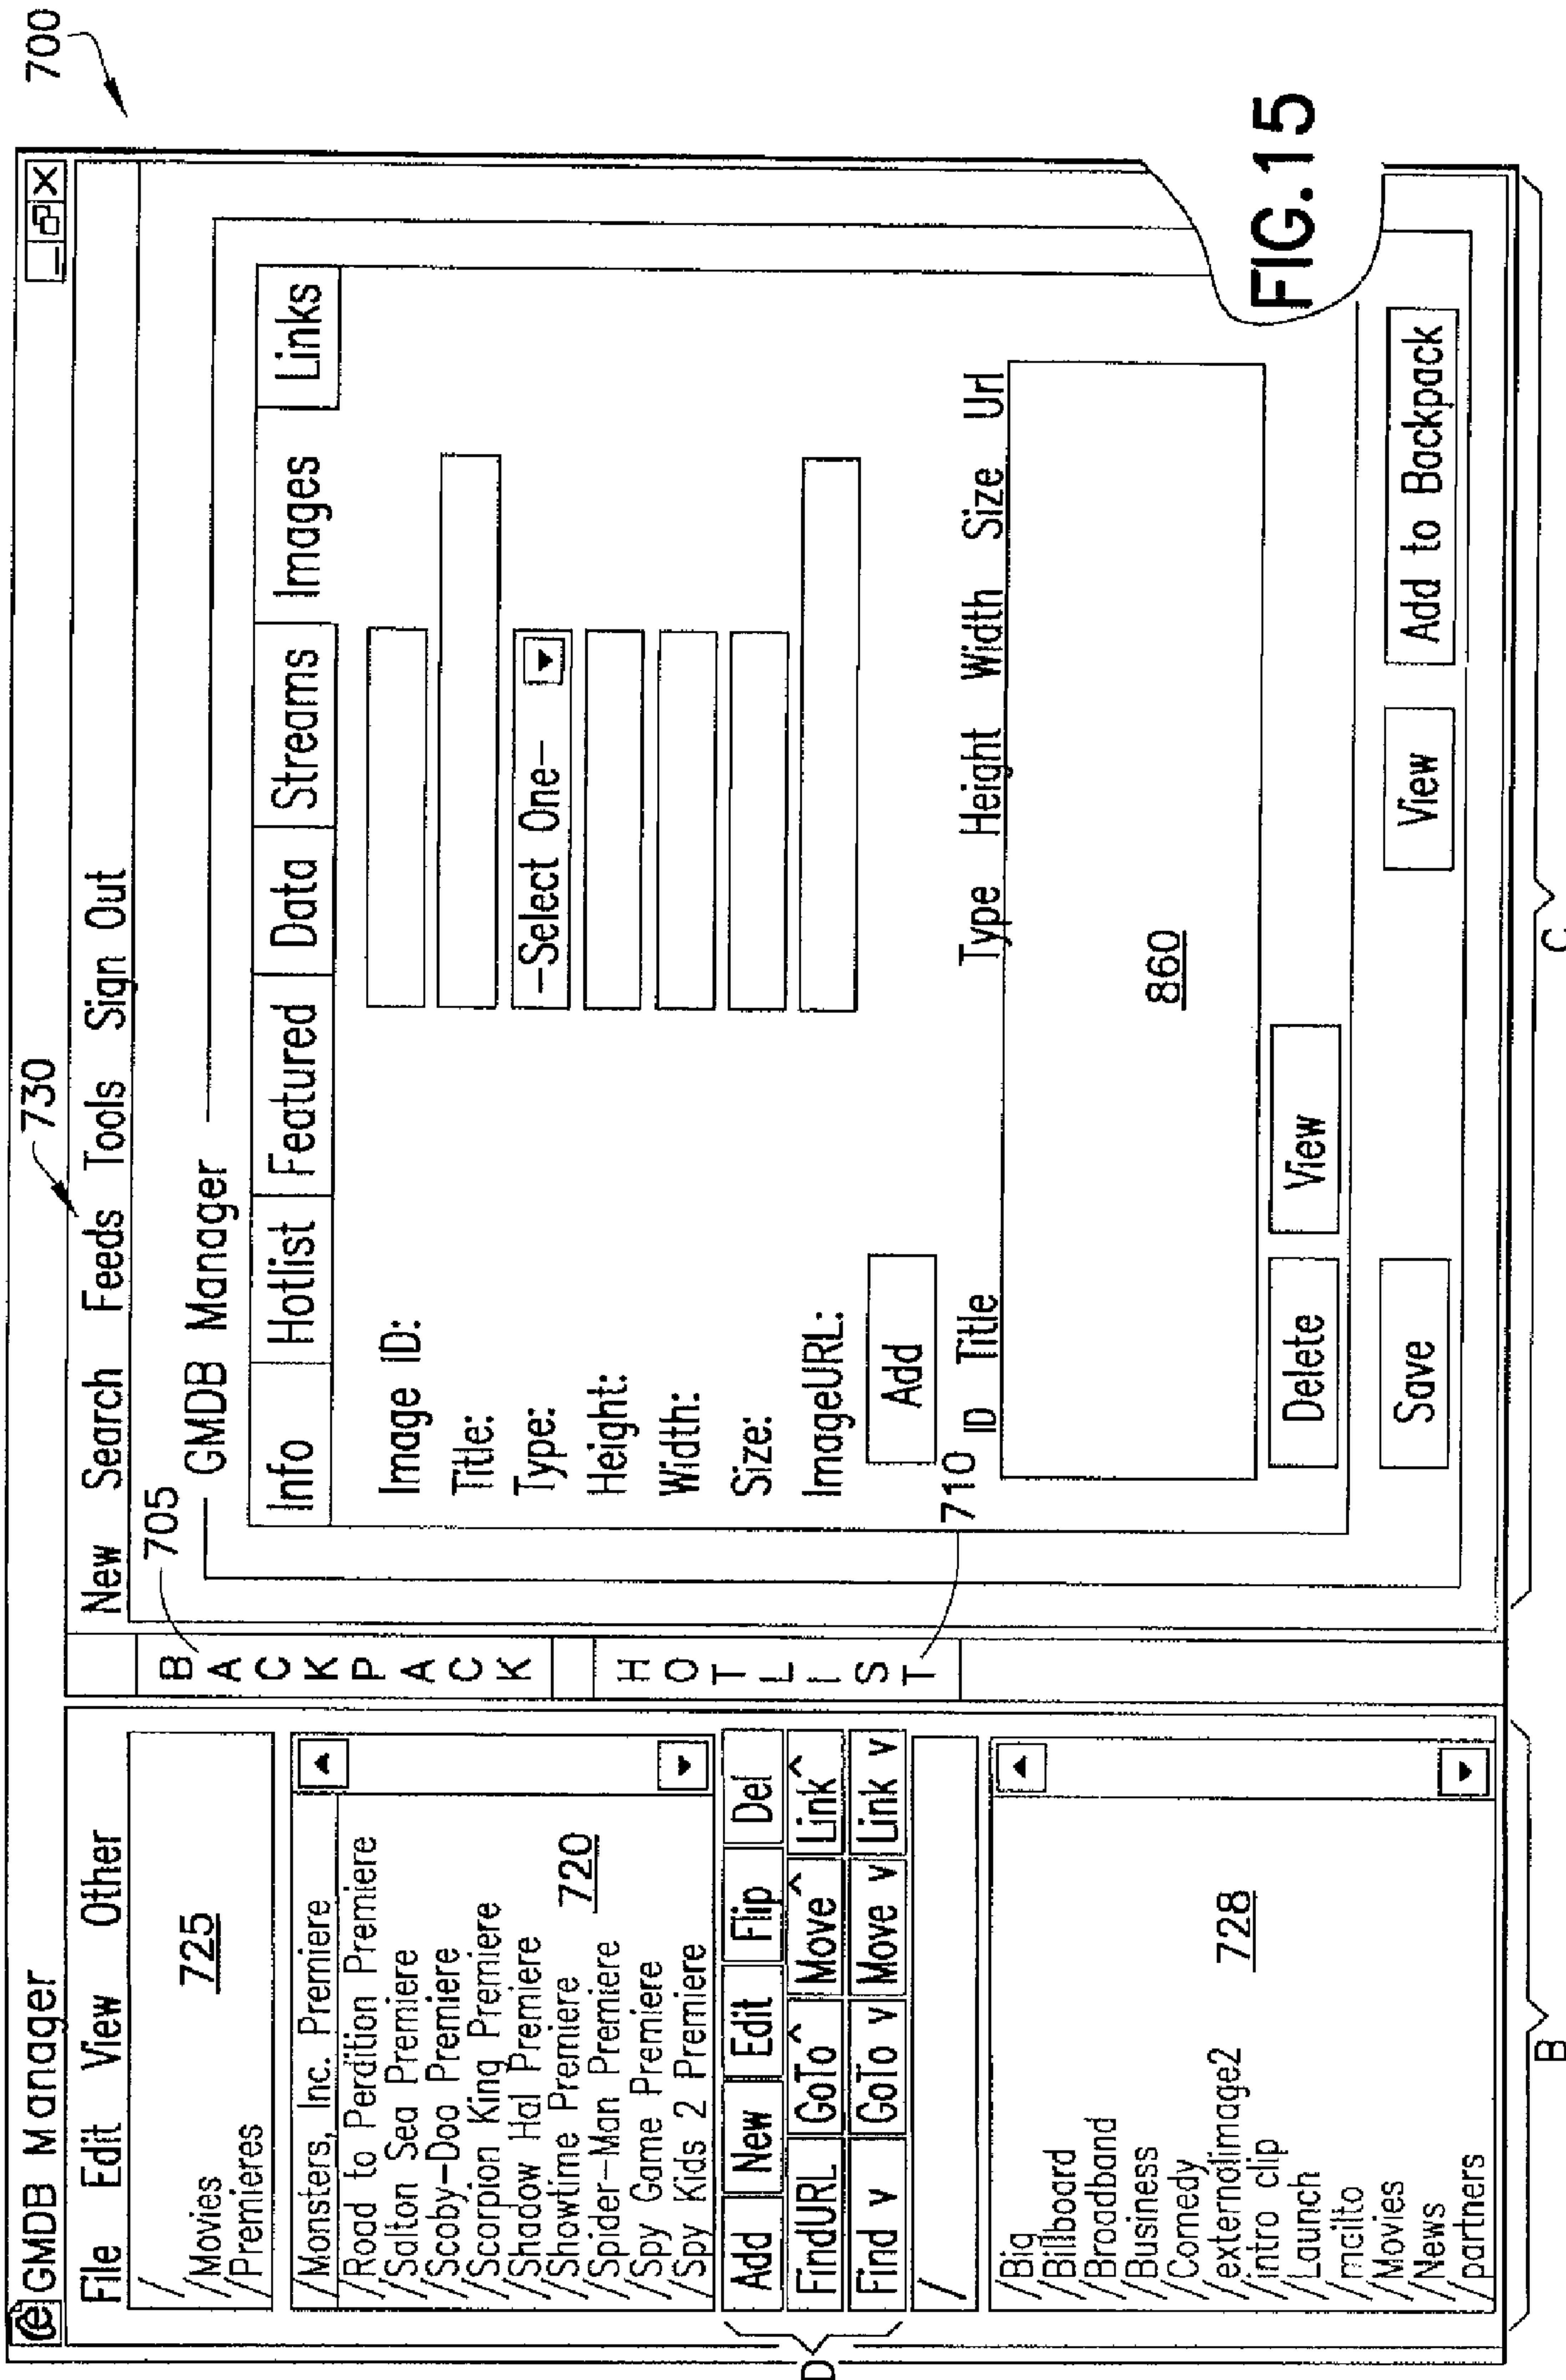 700
GMDB Manager
File Edit View Other
725
/
/Movies
/Premieres
/Monsters, Inc. Premiere
/Road to Perdition Premiere
/Salton Sea Premiere
/Scoby-Doo Premiere
/Scorpion King Premiere
/Shadow Hal Premiere
/Showtime Premiere
/Spider-Man Premiere
/Spy Game Premiere
/Spy Kids 2 Premiere
720
Add New Edit Flip Del
FindURL GoTo ^ Move ^ Link ^
Find v GoTo v Move v Link v
D
/
/Big
/Billboard
/Broadband
/Business
/Comedy
/externolimage2
/intro clip
/Launch
/mcilto
/Movies
/News
/partners
728
B
BACKPACK
705
HOTLIST
710
730
New Search Feeds Tools Sign Out
GMDB Manager
Info Hotlist Featured Data Streams Images Links
Image ID:
Title:
Type: -Select One-
Height:
Width:
Size:
ImageURL:
Add
ID Title Type Height Width Size Url
860
Delete View
Save View Add to Backpack
C
FIG.15